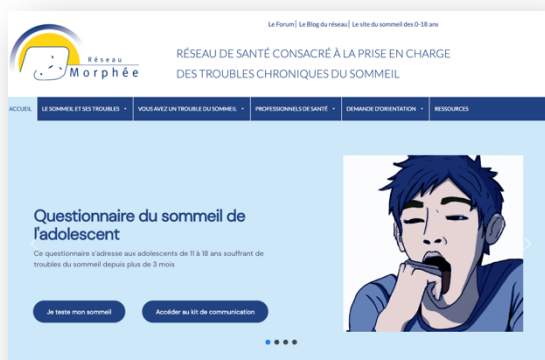 Le Forum| Le Blog du réseau| Le site du sommeil des 0-18 ans
Réseau
Morphée
RÉSEAU DE SANTÉ CONSACRÉ À LA PRISE EN CHARGE
DES TROUBLES CHRONIQUES DU SOMMEIL
ACCUEIL LE SOMMEIL ET SES TROUBLES VOUS AVEZ UN TROUBLE DU SOMMEIL PROFESSIONNELS DE SANTÉ DEMANDE D'ORIENTATION RESSOURCES
Questionnaire du sommeil de
l'adolescent
Ce questionnaire s'adresse aux adolescents de 11 à 18 ans souffrant de
troubles du sommeil depuis plus de 3 mois
Je teste mon sommeil Accéder au kit de communication